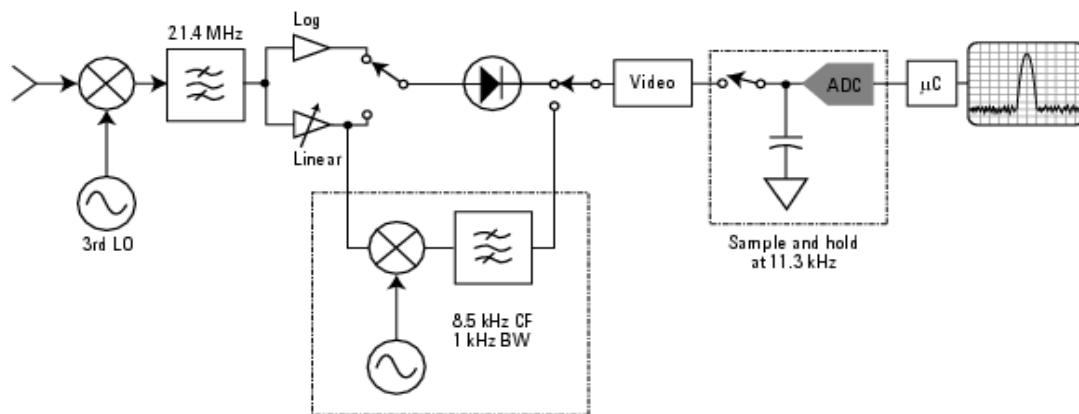 21.4 MHz
Log
Linear
3rd LO
Video
ADC
μC
8.5 kHz CF
1 kHz BW
Sample and hold
at 11.3 kHz